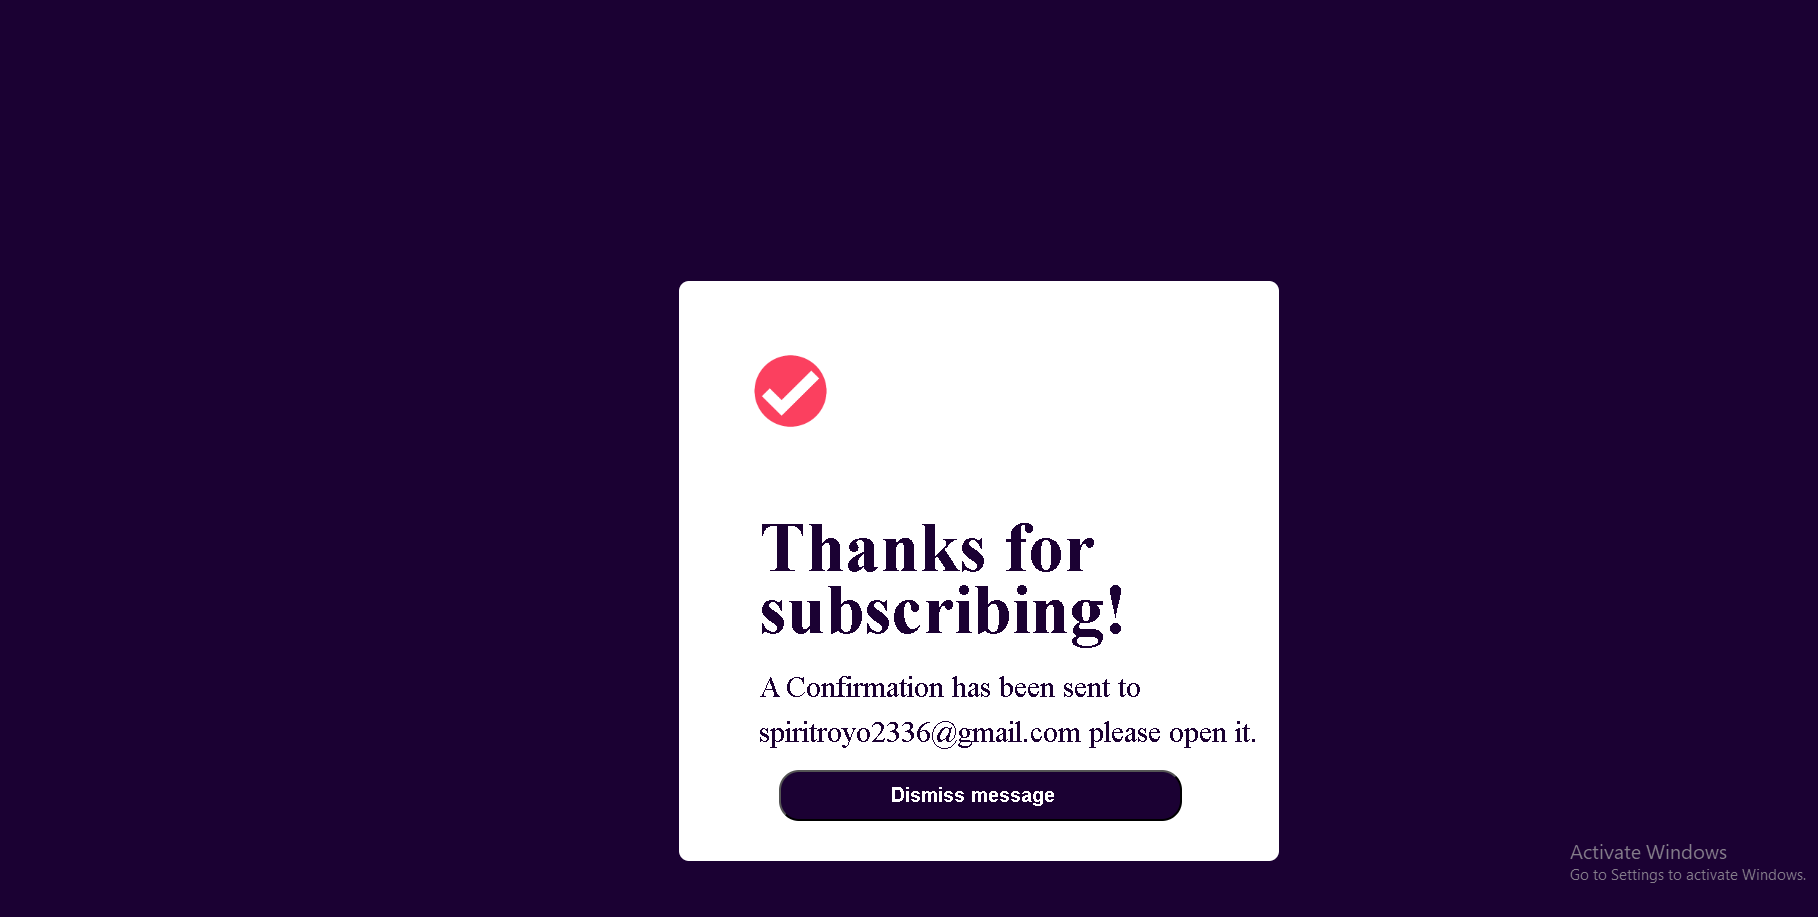 Thanks for
subscribing!
A Confirmation has been sent to
spiritroyo2336@gmail.com please open it.
Dismiss message
Activate Windows
Go to Settings to activate Windows.